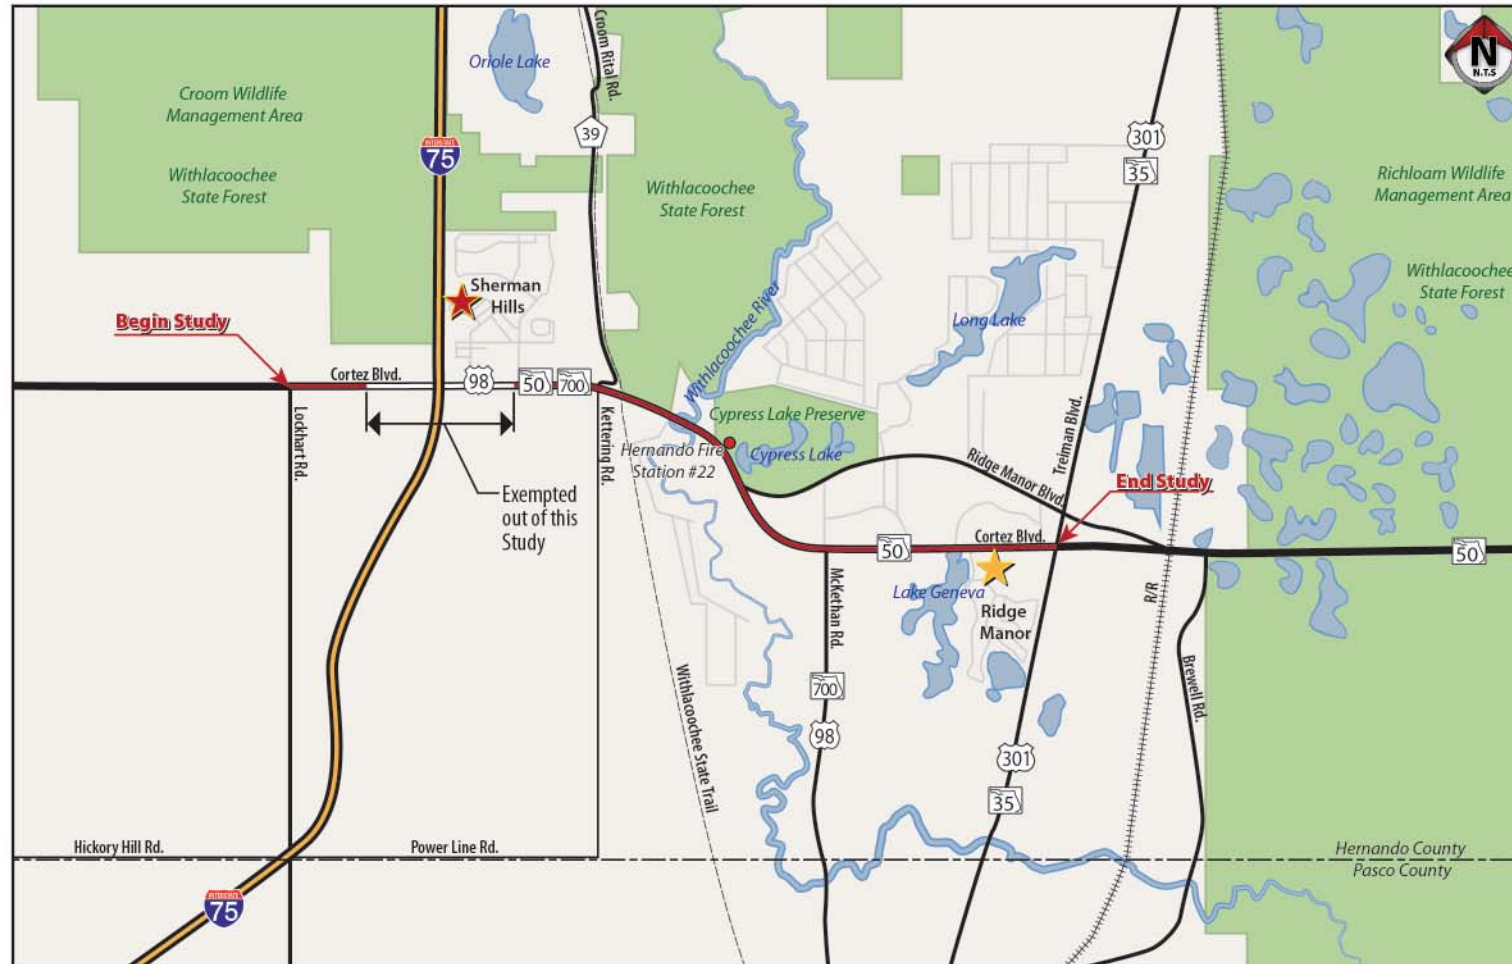 Croom Wildlife
Management Area
Withlacoochee
State Forest
Oriole Lake
Croom Rital Rd.
39
INTERSTATE
75
Withlacoochee
State Forest
301
35
N
N.T.S
Richloam Wildlife
Management Area
Withlacoochee
State Forest
Sherman
Hills
Begin Study
Cortez Blvd.
98
50
700
Withlacoochee River
Long Lake
Cypress Lake Preserve
Cypress Lake
Hernando Fire
Station #22
Lockhart Rd.
Kettering Rd.
Exempted
out of this
Study
Ridge Manor Blvd.
Treiman Blvd.
End Study
Cortez Blvd.
50
50
Lake Geneva
Ridge
Manor
McKethan Rd.
R/R
Brewell Rd.
700
98
Withlacoochee State Trail
301
35
Hickory Hill Rd.
Power Line Rd.
Hernando County
Pasco County
INTERSTATE
75